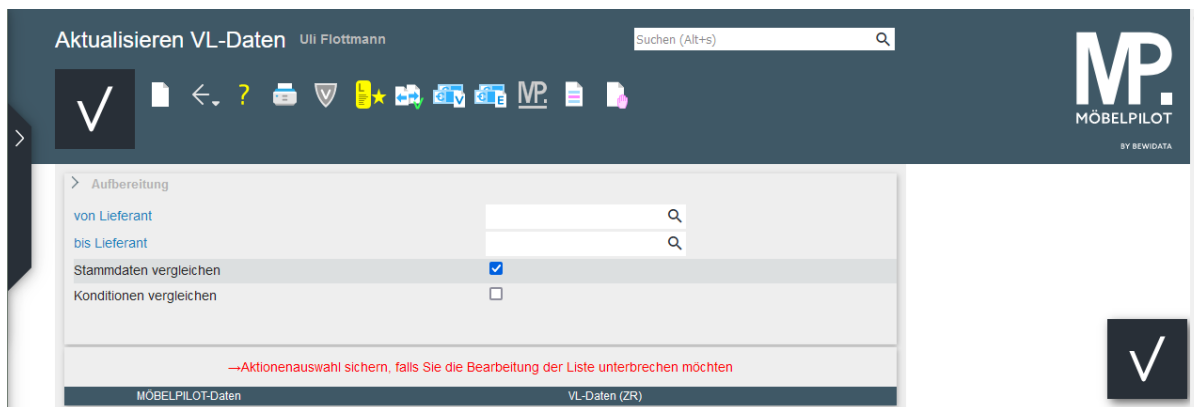 Aktualisieren VL-Daten Uli Flottmann
Suchen (Alt+s)
MP.
MÖBELPILOT
BY BEWIDATA
Aufbereitung
von Lieferant
bis Lieferant
Stammdaten vergleichen
Konditionen vergleichen
→Aktionenauswahl sichern, falls Sie die Bearbeitung der Liste unterbrechen möchten
MÖBELPILOT-Daten VL-Daten (ZR)